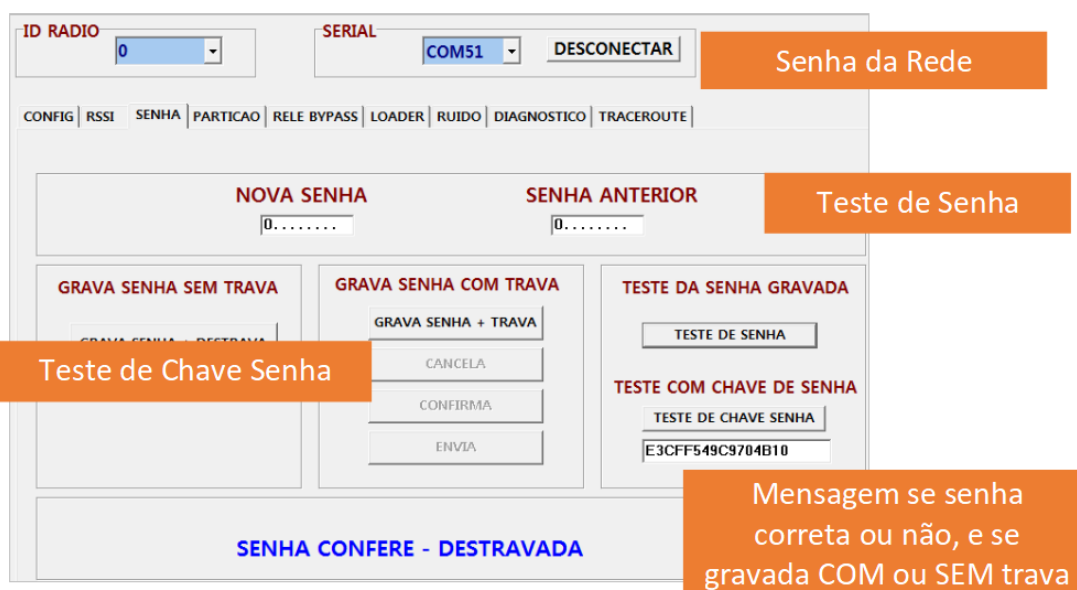 ID RADIO
0
SERIAL
COM51
DESCONECTAR
Senha da Rede
CONFIG RSSI SENHA PARTICAO RELE BYPASS LOADER RUIDO DIAGNOSTICO TRACEROUTE
NOVA SENHA
0........
SENHA ANTERIOR
0........
Teste de Senha
GRAVA SENHA SEM TRAVA
GRAVA SENHA + DESTRAVA
Teste de Chave Senha
GRAVA SENHA COM TRAVA
GRAVA SENHA + TRAVA
CANCELA
CONFIRMA
ENVIA
TESTE DA SENHA GRAVADA
TESTE DE SENHA
TESTE COM CHAVE DE SENHA
TESTE DE CHAVE SENHA
E3CFF549C9704B10
SENHA CONFERE - DESTRAVADA
Mensagem se senha
correta ou não, e se
gravada COM ou SEM trava